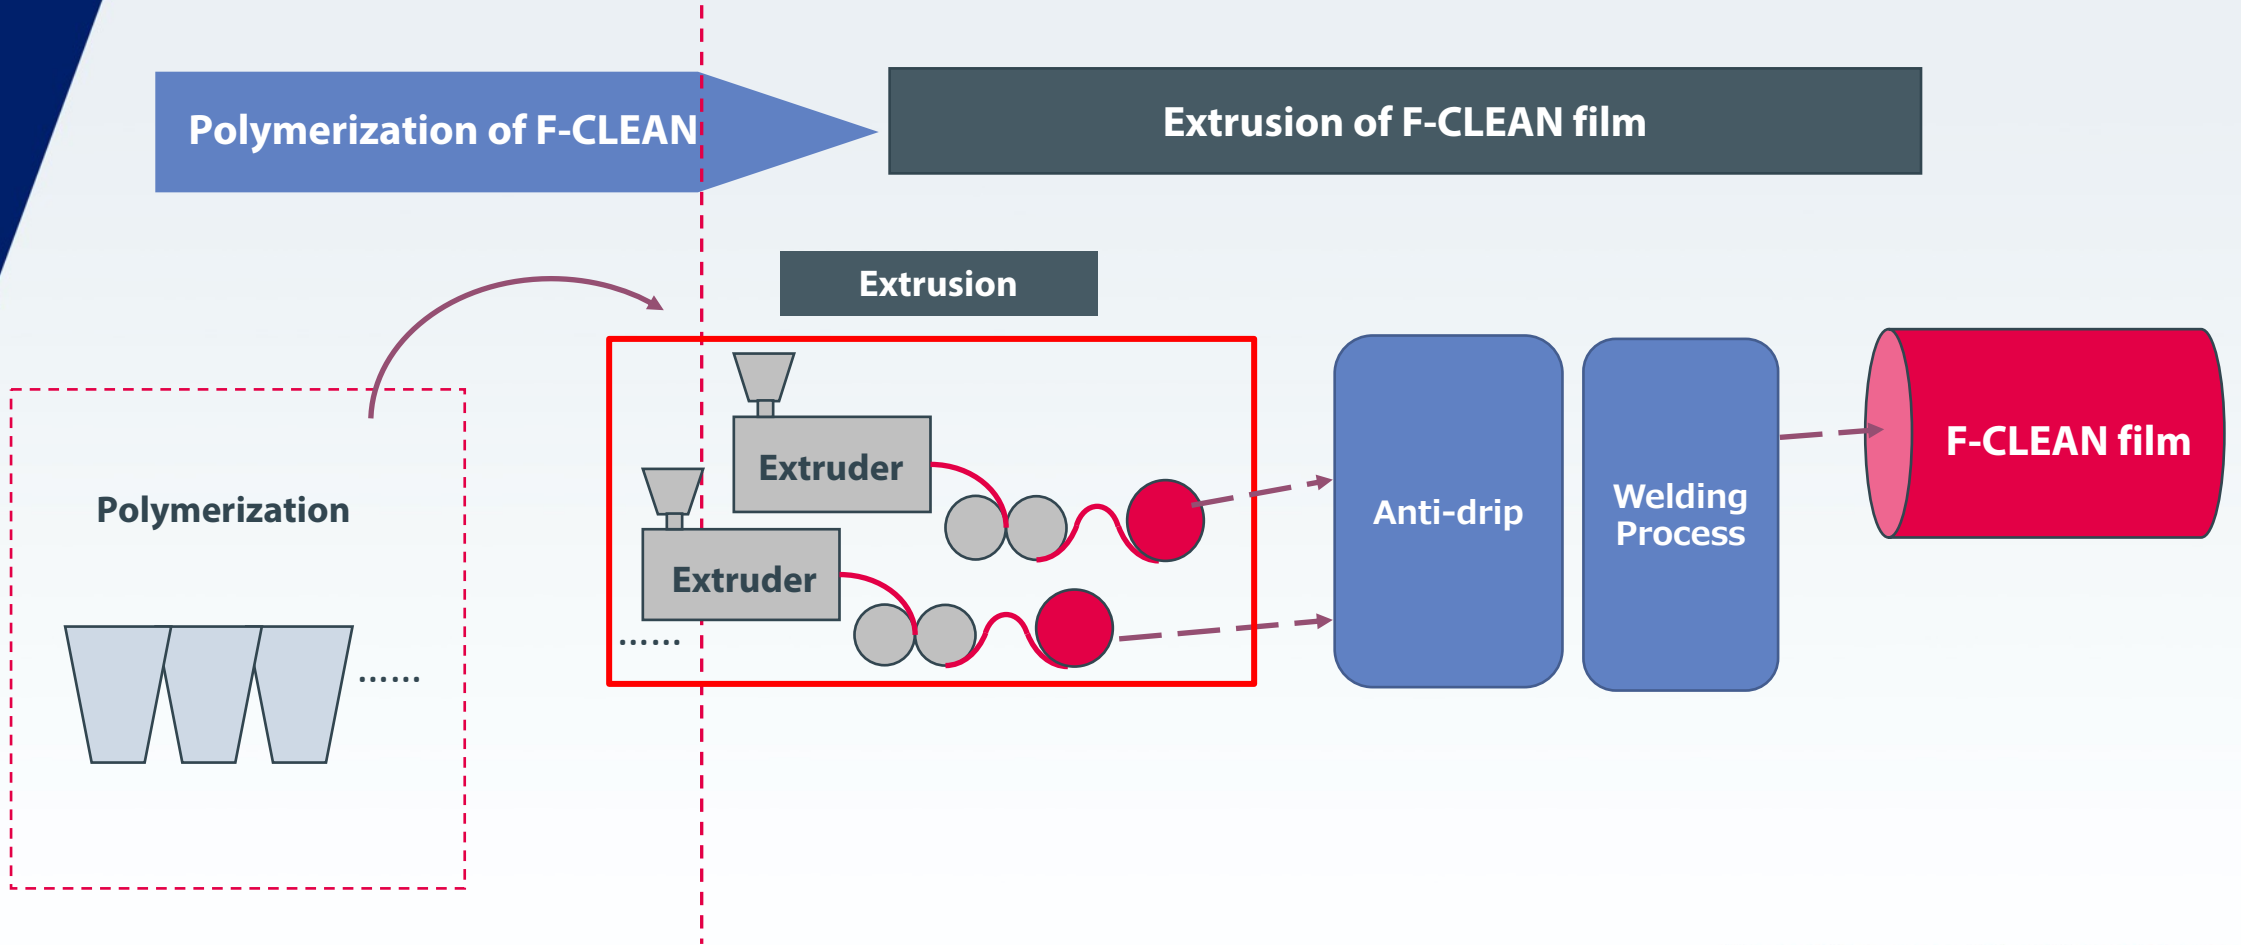 Polymerization of F-CLEAN
Extrusion of F-CLEAN film
Extrusion
Polymerization
......
Extruder
Extruder
......
Anti-drip
Welding
Process
F-CLEAN film